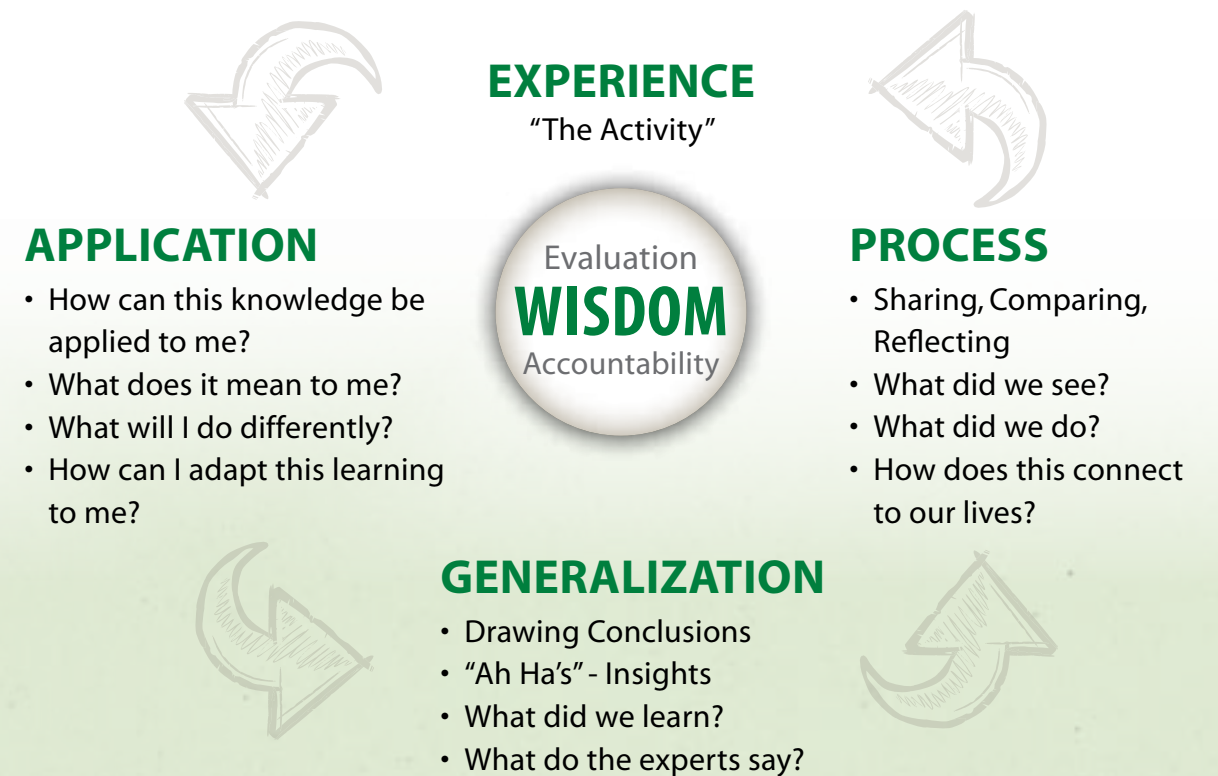 EXPERIENCE
“The Activity”
Evaluation
WISDOM
Accountability
APPLICATION
• How can this knowledge be
applied to me?
• What does it mean to me?
• What will I do differently?
• How can I adapt this learning
to me?
PROCESS
• Sharing, Comparing,
Reflecting
• What did we see?
• What did we do?
• How does this connect
to our lives?
GENERALIZATION
• Drawing Conclusions
• “Ah Ha’s” - Insights
• What did we learn?
• What do the experts say?